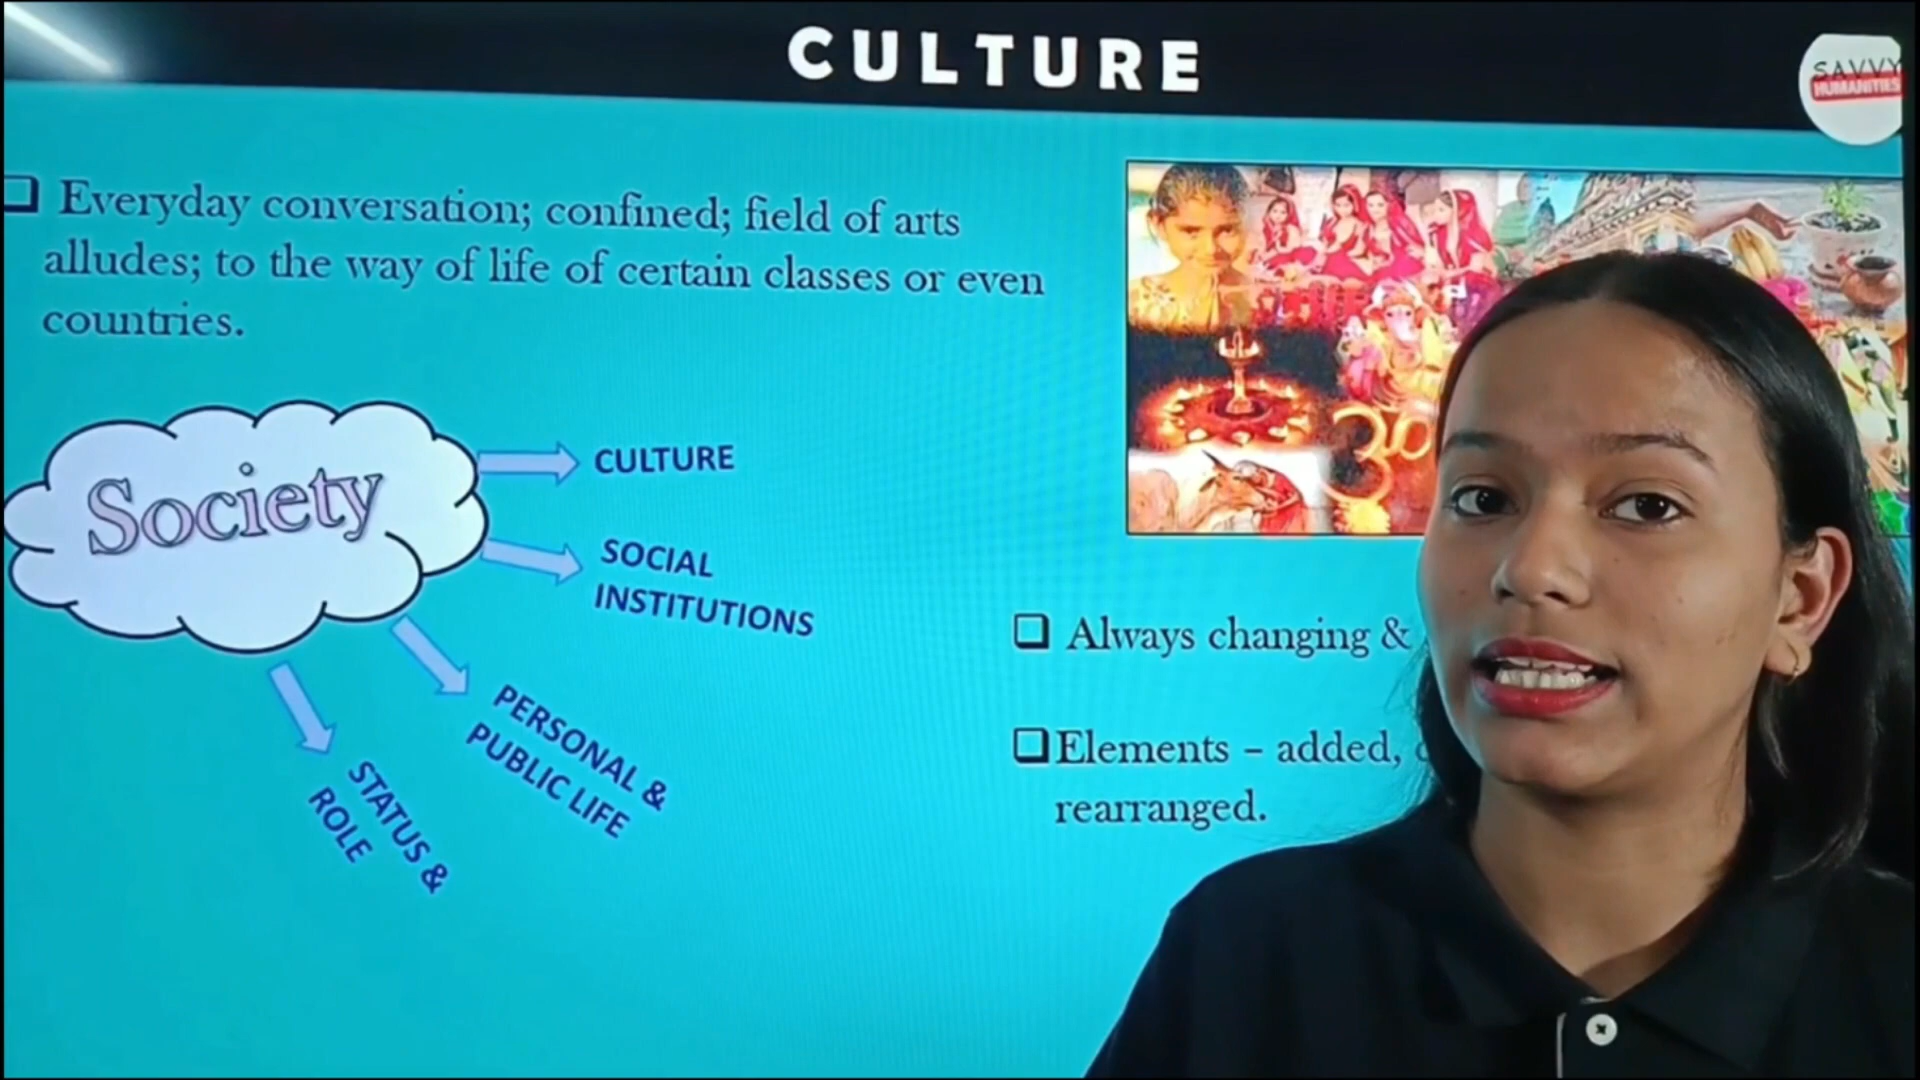 CULTURE
SAVVY
HUMANITIES
Everyday conversation; confined; field of arts
alludes; to the way of life of certain classes or even
countries.
Society
CULTURE
SOCIAL
INSTITUTIONS
PERSONAL &
PUBLIC LIFE
STATUS &
ROLE
Always changing &
Elements – added,
rearranged.